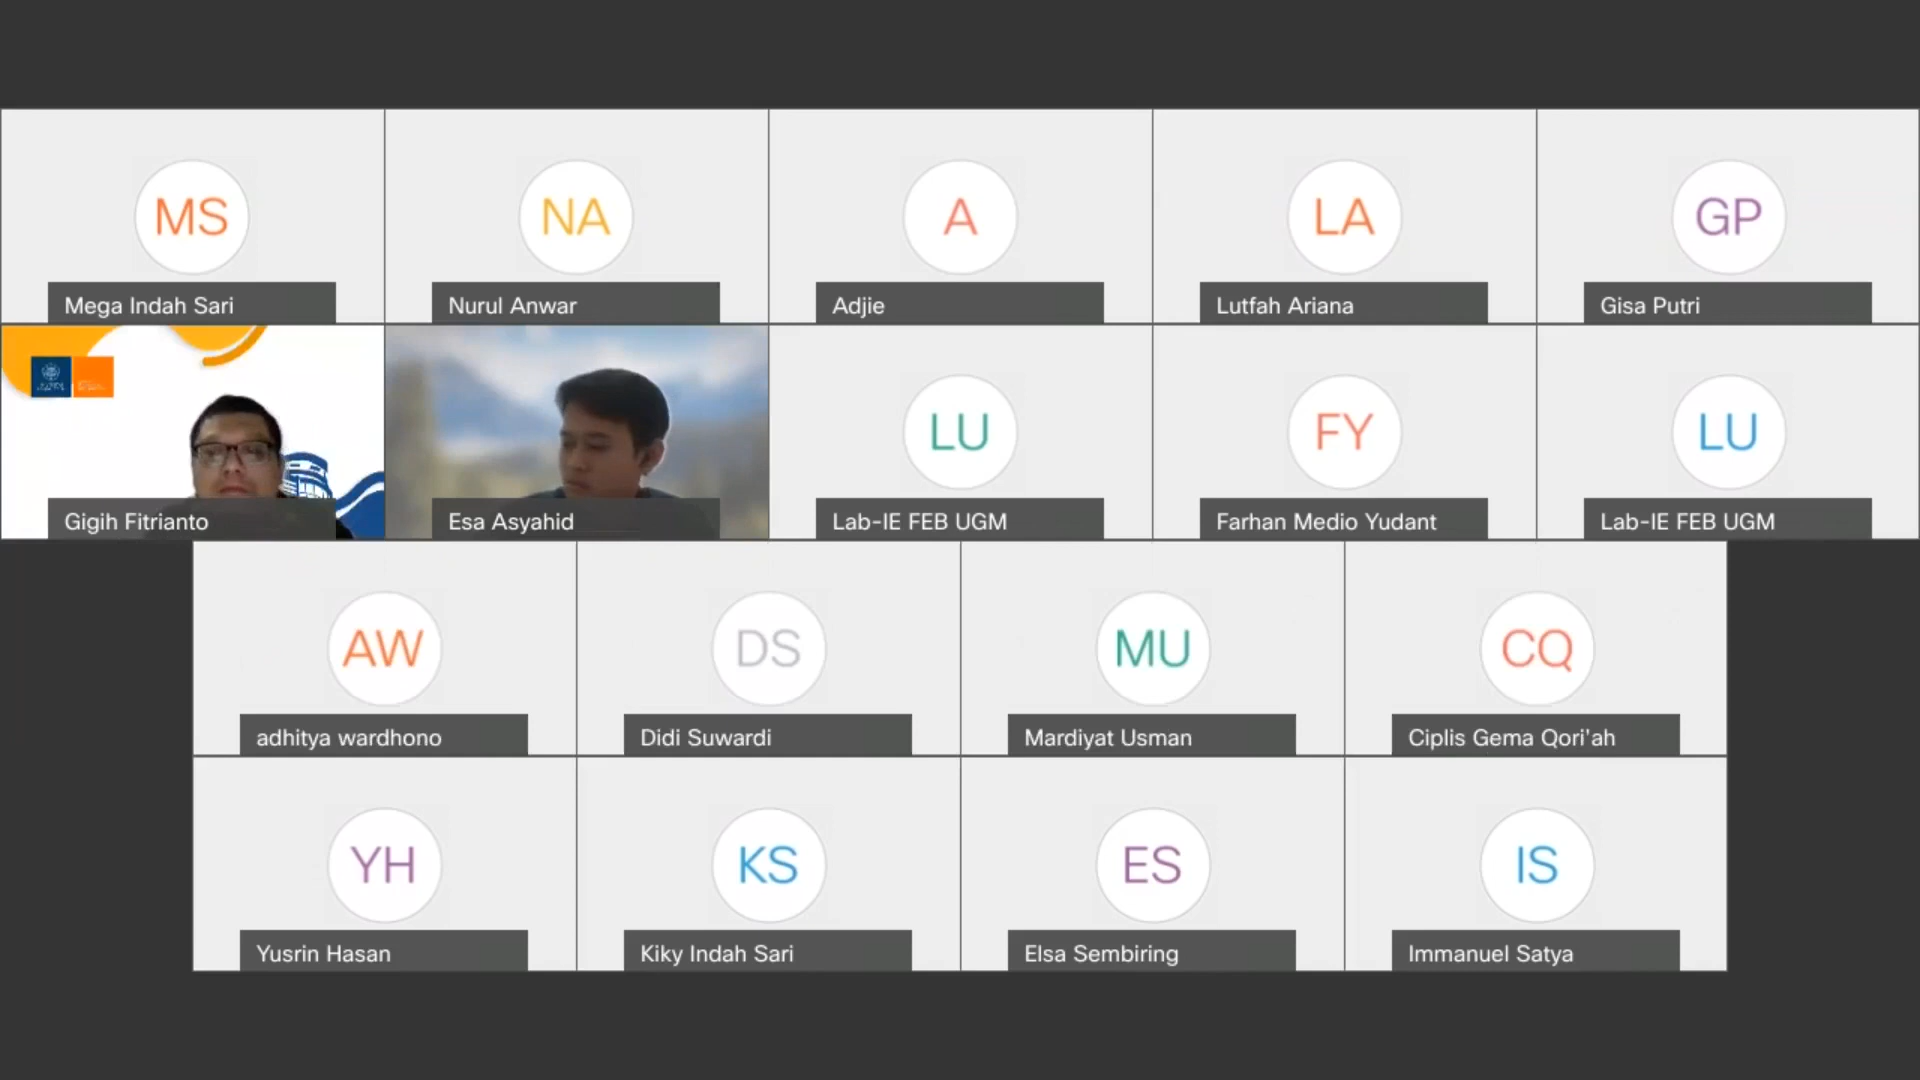 MS
NA
A
LA
GP
Mega Indah Sari
Nurul Anwar
Adjie
Lutfah Ariana
Gisa Putri
LU
FY
LU
Gigih Fitrianto
Esa Asyahid
Lab-IE FEB UGM
Farhan Medio Yudant
Lab-IE FEB UGM
AW
DS
MU
CQ
adhitya wardhono
Didi Suwardi
Mardiyat Usman
Ciplis Gema Qori'ah
YH
KS
ES
IS
Yusrin Hasan
Kiky Indah Sari
Elsa Sembiring
Immanuel Satya